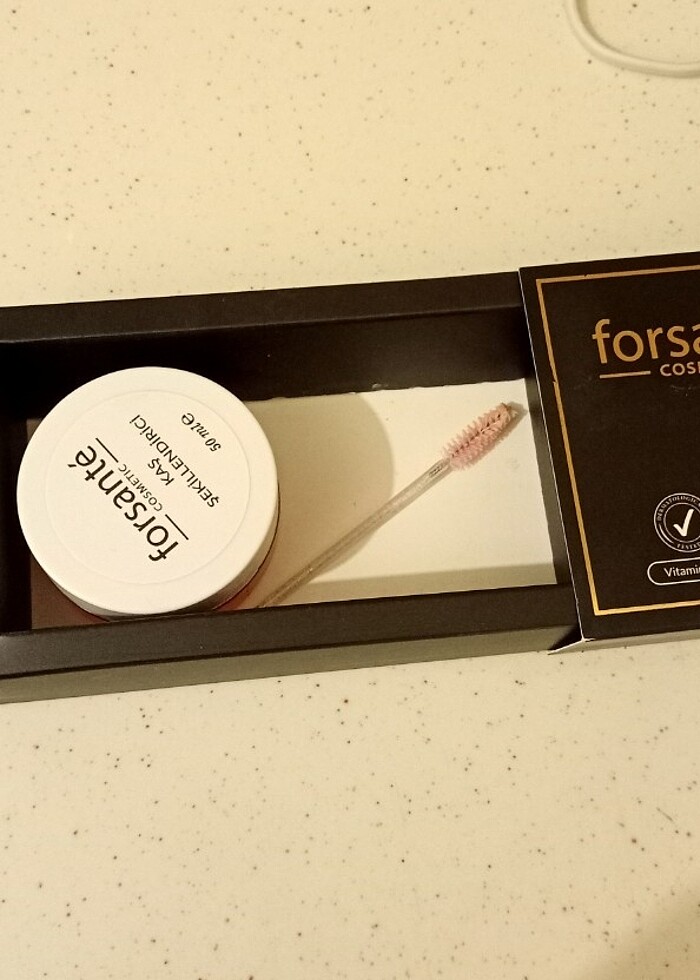 forsanté
COSMETIC
KAŞ
ŞEKİLLENDİRİCİ
50 ml e
forsa
COS
Vitamin